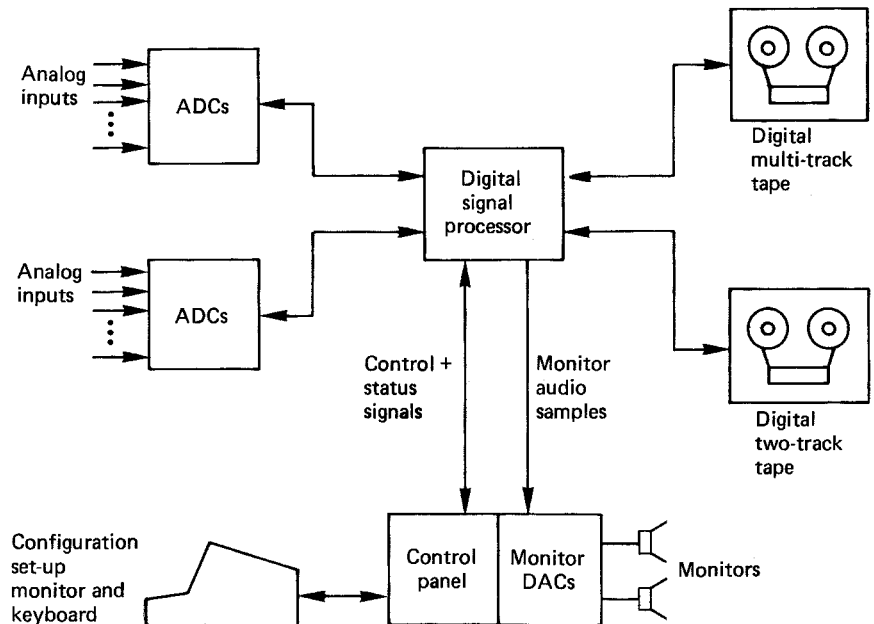 Analog
inputs
ADCs
Digital
multi-track
tape
Digital
signal
processor
Analog
inputs
ADCs
Control +
status
signals
Monitor
audio
samples
Digital
two-track
tape
Configuration
set-up
monitor and
keyboard
Control
panel
Monitor
DACs
Monitors